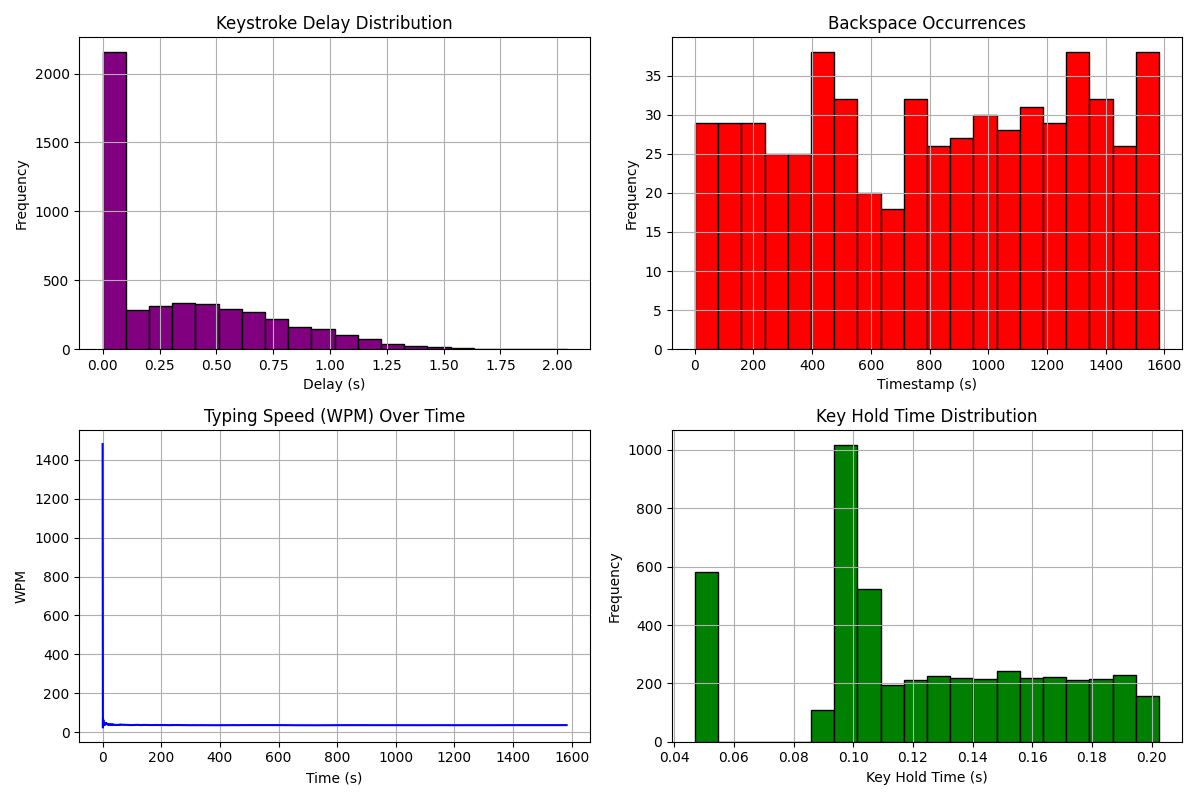 Keystroke Delay Distribution
Frequency
2000
1500
1000
500
0
0.00 0.25 0.50 0.75 1.00 1.25 1.50 1.75 2.00
Delay (s)
Backspace Occurrences
Frequency
35
30
25
20
15
10
5
0
0 200 400 600 800 1000 1200 1400 1600
Timestamp (s)
Typing Speed (WPM) Over Time
WPM
1400
1200
1000
800
600
400
200
0
0 200 400 600 800 1000 1200 1400 1600
Time (s)
Key Hold Time Distribution
Frequency
1000
800
600
400
200
0
0.04 0.06 0.08 0.10 0.12 0.14 0.16 0.18 0.20
Key Hold Time (s)